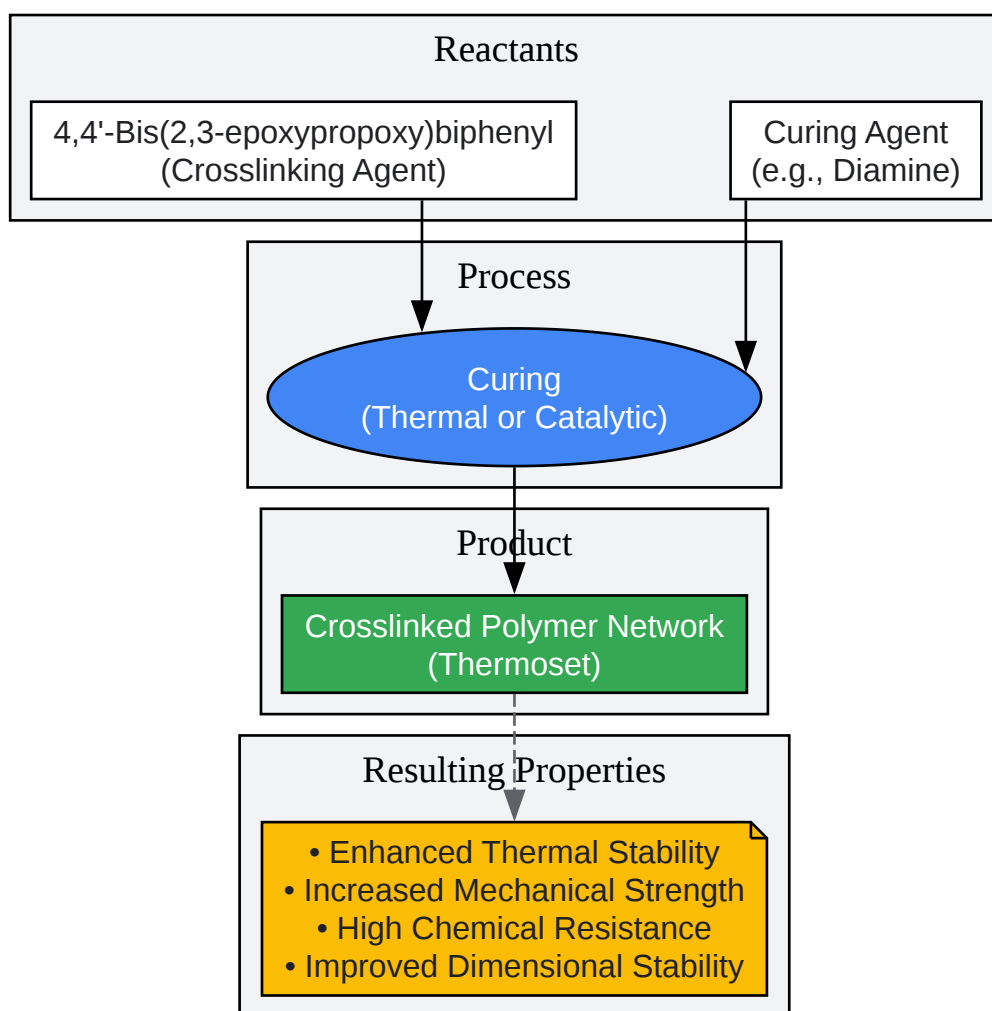 Reactants
4,4'-Bis(2,3-epoxypropoxy)biphenyl
(Crosslinking Agent)
Curing Agent
(e.g., Diamine)
Process
Curing
(Thermal or Catalytic)
Product
Crosslinked Polymer Network
(Thermoset)
Resulting Properties
• Enhanced Thermal Stability
• Increased Mechanical Strength
• High Chemical Resistance
• Improved Dimensional Stability